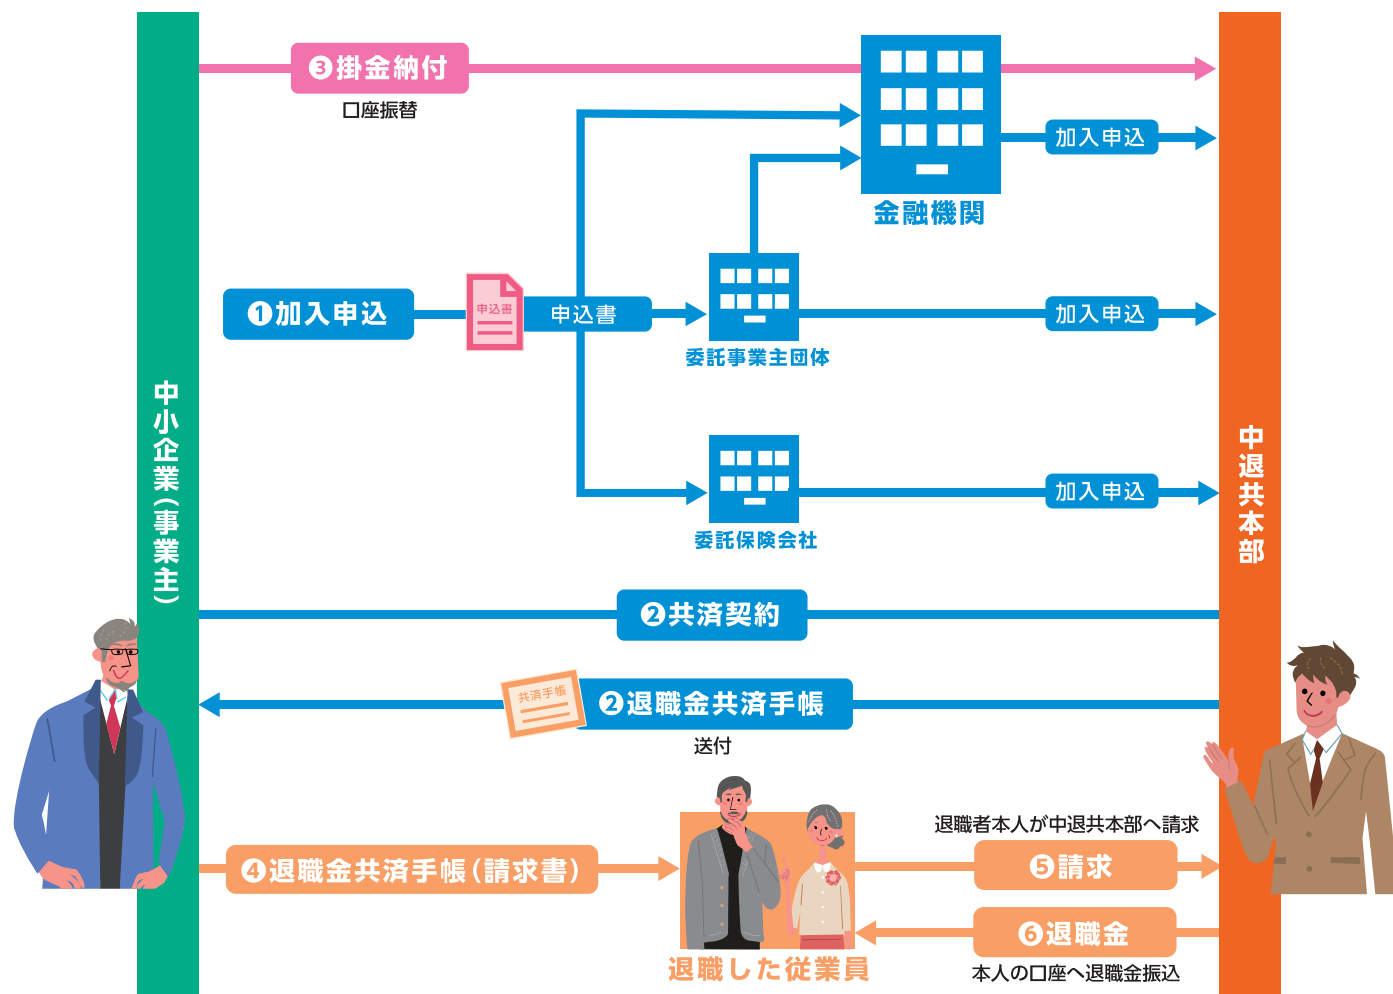 ❸掛金納付
口座振替
金融機関
加入申込
❶加入申込
申込書
申込書
委託事業主団体
加入申込
中小企業(事業主)
中退共本部
加入申込
委託保険会社
❷共済契約
共済手帳
❷退職金共済手帳
送付
❹退職金共済手帳(請求書)
退職した従業員
退職者本人が中退共本部へ請求
❺請求
❻退職金
本人の口座へ退職金振込